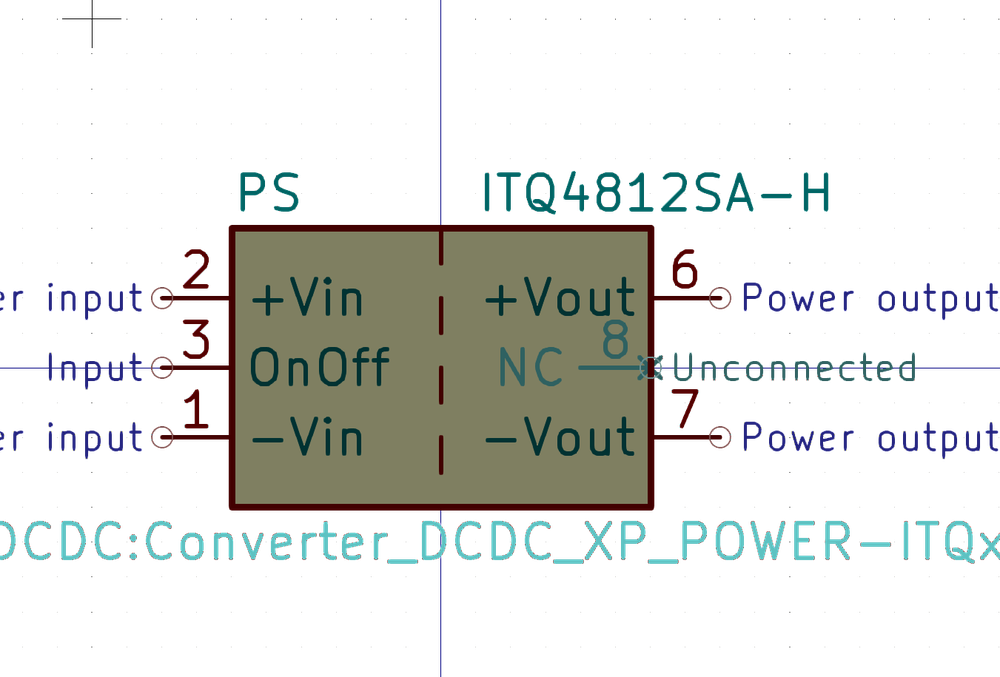 PS ITQ4812SA-H
er input 2 +Vin +Vout 6 Power output
Input 3 OnOff NC 8 Unconnected
er input 1 -Vin -Vout 7 Power output
DCDC:Converter_DCDC_XP_POWER-ITQx